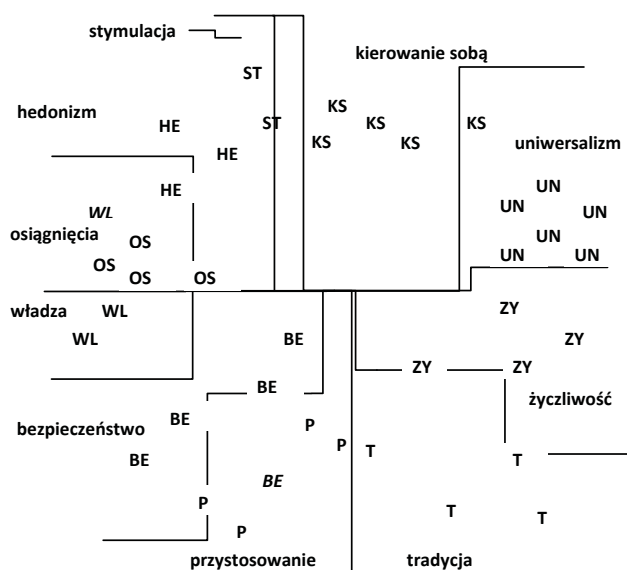 stymulacja
kierowanie sobą
ST
hedonizm
KS
HE
ST
KS
KS
KS
KS
HE
uniwersalizm
HE
UN
WL
UN
UN
osiągnięcia
OS
UN
OS
UN
UN
OS
OS
władza
WL
ZY
WL
BE
ZY
ZY
ZY
BE
życzliwość
bezpieczeństwo
BE
P
P
T
BE
T
BE
P
T
T
P
przystosowanie
tradycja